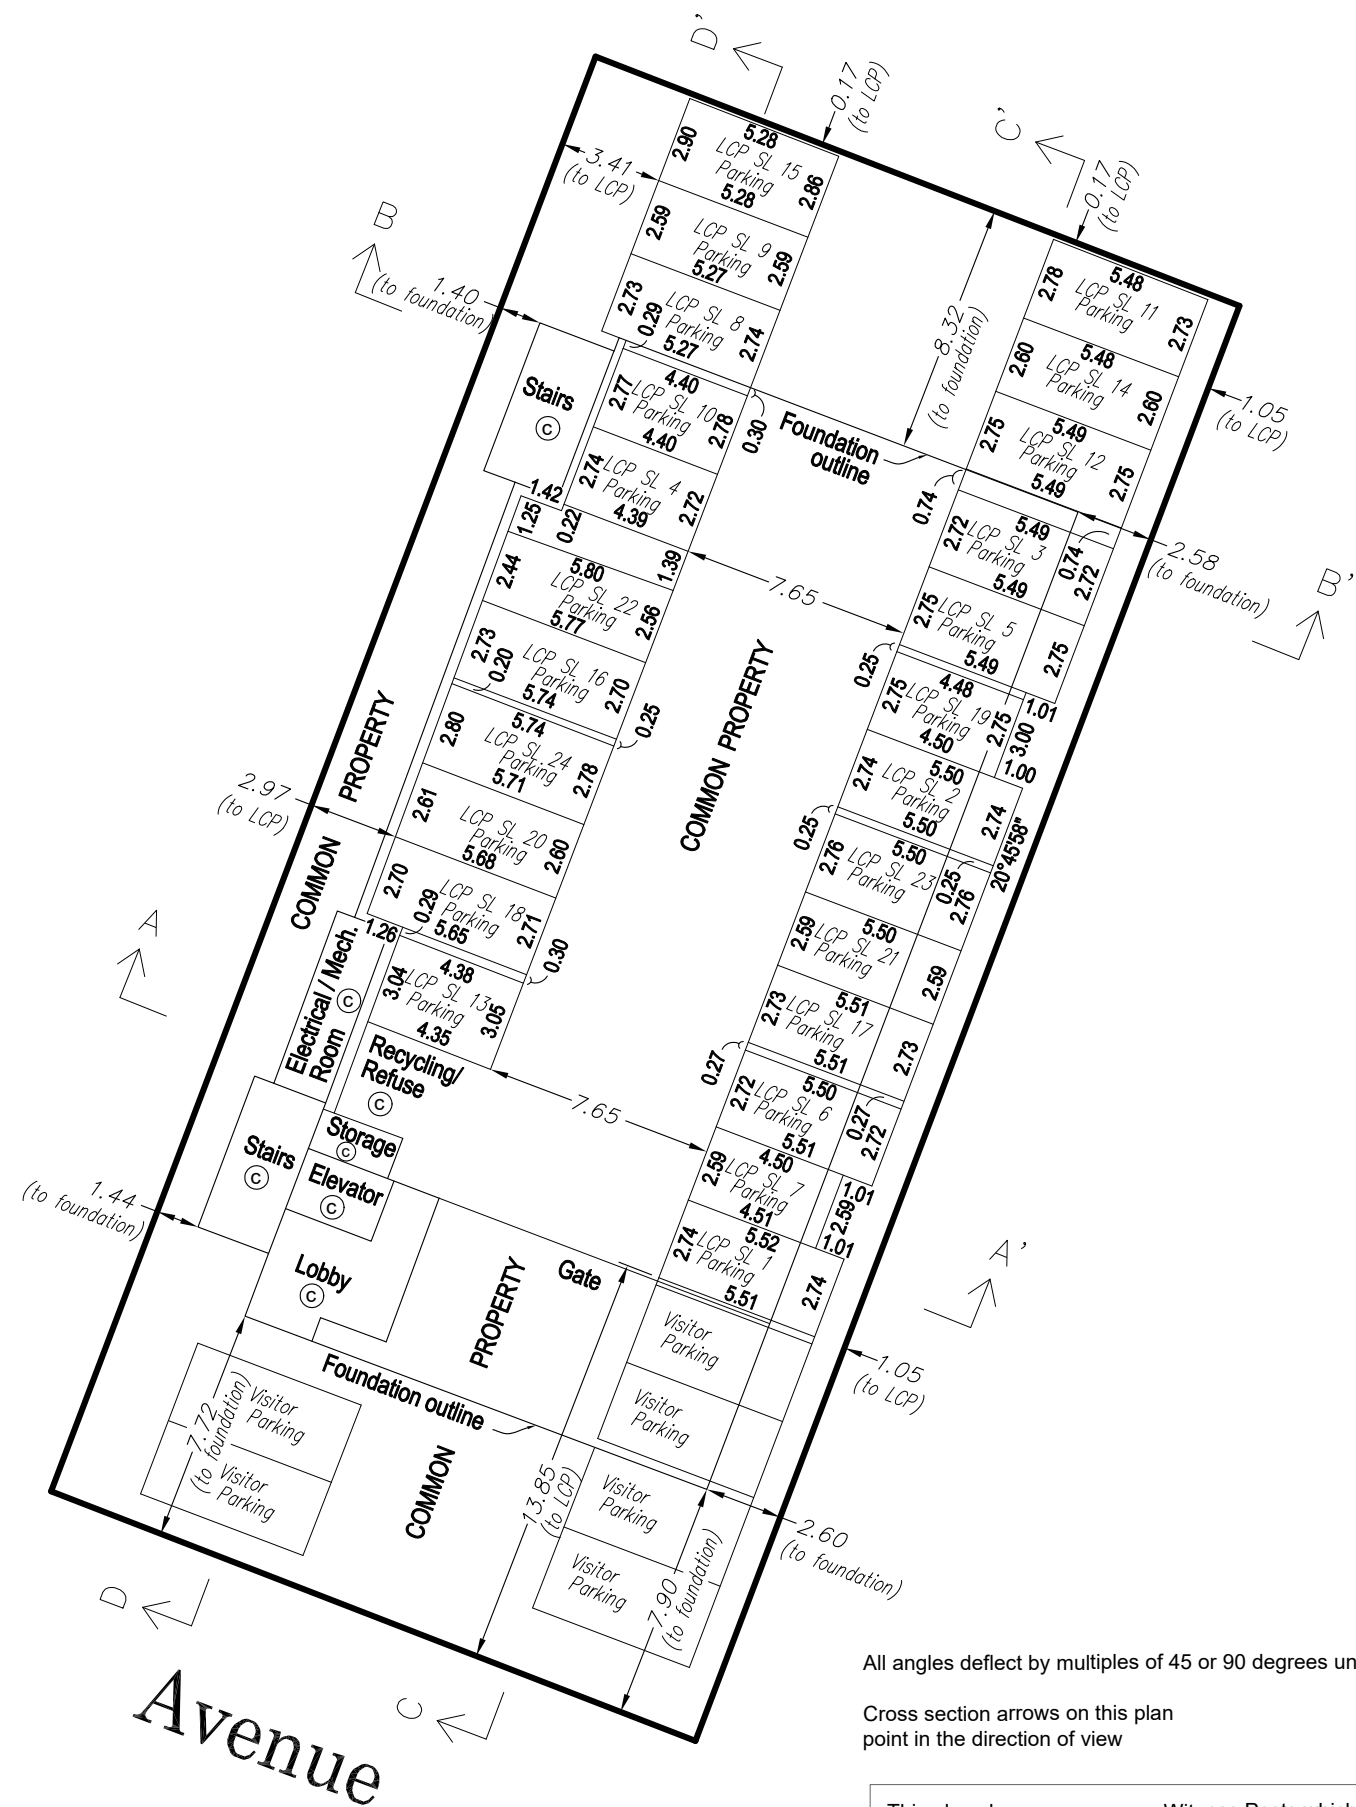 D'
0.17
(to LCP)
C'
0.17
(to LCP)
2.90
5.28
LCP SL 15
Parking
5.28
2.86
3.41
(to LCP)
2.59
LCP SL 9
Parking
5.27
2.59
B
1.40
(to foundation)
2.73
0.29
LCP SL 8
Parking
5.27
2.74
8.32
(to foundation)
2.78
5.48
LCP SL 11
Parking
2.73
2.60
5.48
LCP SL 14
Parking
2.60
1.05
(to LCP)
2.75
5.49
LCP SL 12
Parking
5.49
2.75
Stairs
C
2.77
4.40
LCP SL 10
Parking
4.40
2.78
0.30
Foundation
outline
2.74
LCP SL 4
Parking
4.39
2.72
1.42
1.25
0.22
1.39
0.74
2.72
5.49
LCP SL 3
Parking
5.49
0.74
2.72
2.58
(to foundation)
B'
7.65
2.44
5.80
LCP SL 22
Parking
5.77
2.56
2.75
LCP SL 5
Parking
5.49
2.75
2.73
0.20
LCP SL 16
Parking
5.74
2.70
0.25
0.25
2.75
4.48
LCP SL 19
Parking
4.50
2.75
1.01
3.00
1.00
COMMON PROPERTY
COMMON PROPERTY
2.80
5.74
LCP SL 24
Parking
5.71
2.78
2.74
5.50
LCP SL 2
Parking
5.50
2.74
20°45'58"
2.97
(to LCP)
2.61
LCP SL 20
Parking
5.68
2.60
0.25
2.76
5.50
LCP SL 23
Parking
0.25
2.76
2.70
0.29
LCP SL 18
Parking
5.65
2.71
0.30
2.59
5.50
LCP SL 21
Parking
2.59
A
Electrical / Mech.
Room
C
1.26
3.04
4.38
LCP SL 13
Parking
4.35
3.05
2.73
5.51
LCP SL 17
Parking
5.51
2.73
Recycling/
Refuse
C
7.65
0.27
2.72
5.50
LCP SL 6
Parking
5.51
0.27
2.72
Storage
C
Stairs
C
Elevator
C
2.59
4.50
LCP SL 7
Parking
4.51
1.01
2.59
1.01
1.44
(to foundation)
Lobby
C
2.74
5.52
LCP SL 1
Parking
5.51
2.74
A'
Gate
COMMON PROPERTY
Visitor
Parking
1.05
(to LCP)
Foundation outline
Visitor
Parking
Visitor
Parking
7.72
(to foundation)
Visitor
Parking
13.85
(to LCP)
Visitor
Parking
2.60
(to foundation)
Visitor
Parking
7.90
(to foundation)
D
C
Avenue
All angles deflect by multiples of 45 or 90 degrees un
Cross section arrows on this plan
point in the direction of view